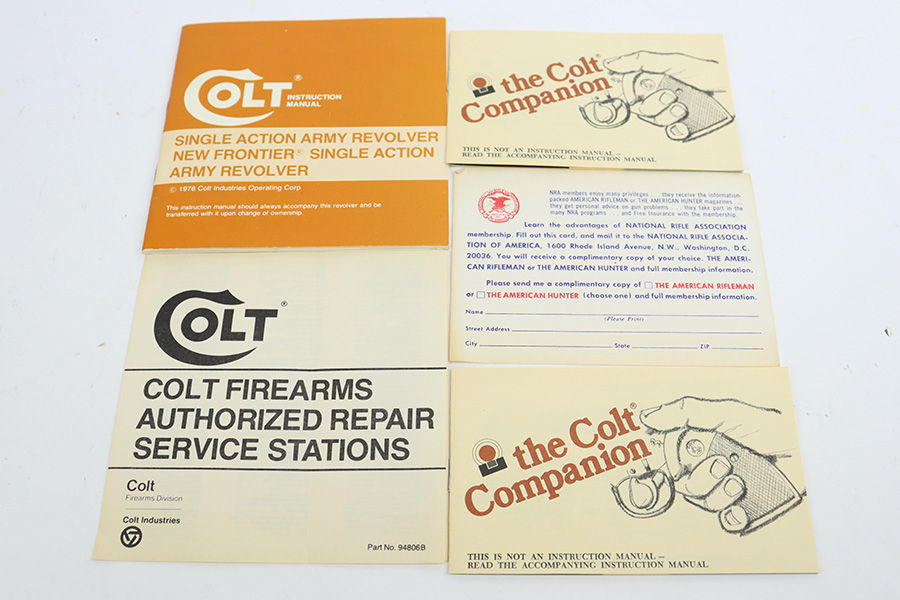 COLT® INSTRUCTION
MANUAL
SINGLE ACTION ARMY REVOLVER
NEW FRONTIER® SINGLE ACTION
ARMY REVOLVER
© 1978 Colt Industries Operating Corp
This instruction manual should always accompany this revolver and be
transferred with it upon change of ownership.
the Colt®
Companion
THIS IS NOT AN INSTRUCTION MANUAL —
READ THE ACCOMPANYING INSTRUCTION MANUAL
NRA members enjoy many privileges . . . they receive the information
packed AMERICAN RIFLEMAN or THE AMERICAN HUNTER magazines . . .
they get personal advice on gun problems . . . they take part in the
many NRA programs . . . and Free Insurance with the membership.
Learn the advantages of NATIONAL RIFLE ASSOCIATION
membership. Fill out this card, and mail it to the NATIONAL RIFLE ASSOCIA-
TION OF AMERICA, 1600 Rhode Island Avenue, N.W., Washington, D.C.
20036. You will receive a complimentary copy of your choice. THE AMERI-
CAN RIFLEMAN or THE AMERICAN HUNTER and full membership information.
Please send me a complimentary copy of ☐ THE AMERICAN RIFLEMAN
or ☐ THE AMERICAN HUNTER (choose one) and full membership information.
Name
(Please Print)
Street Address
City State ZIP
COLT®
COLT FIREARMS
AUTHORIZED REPAIR
SERVICE STATIONS
Colt
Firearms Division
Colt Industries
Part No. 94806B
the Colt®
Companion
THIS IS NOT AN INSTRUCTION MANUAL —
READ THE ACCOMPANYING INSTRUCTION MANUAL